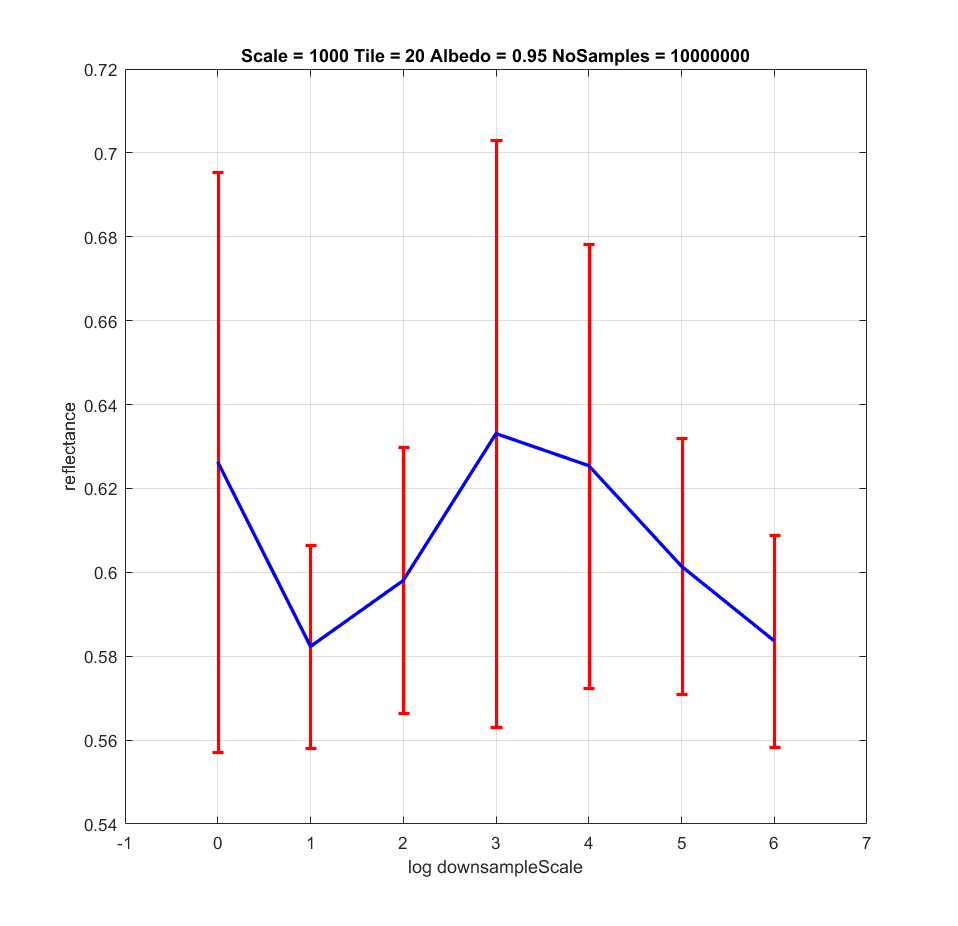 Scale = 1000 Tile = 20 Albedo = 0.95 NoSamples = 10000000
0.72
0.7
0.68
0.66
0.64
0.62
0.6
0.58
0.56
0.54
reflectance
-1 0 1 2 3 4 5 6 7
log downsampleScale